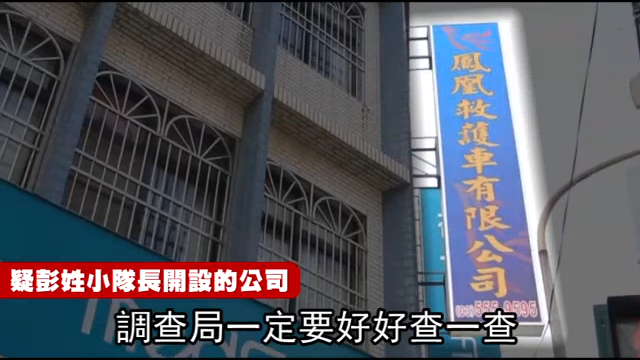 鳳凰救護車有限公司
疑彭姓小隊長開設的公司
調查局一定要好好查一查